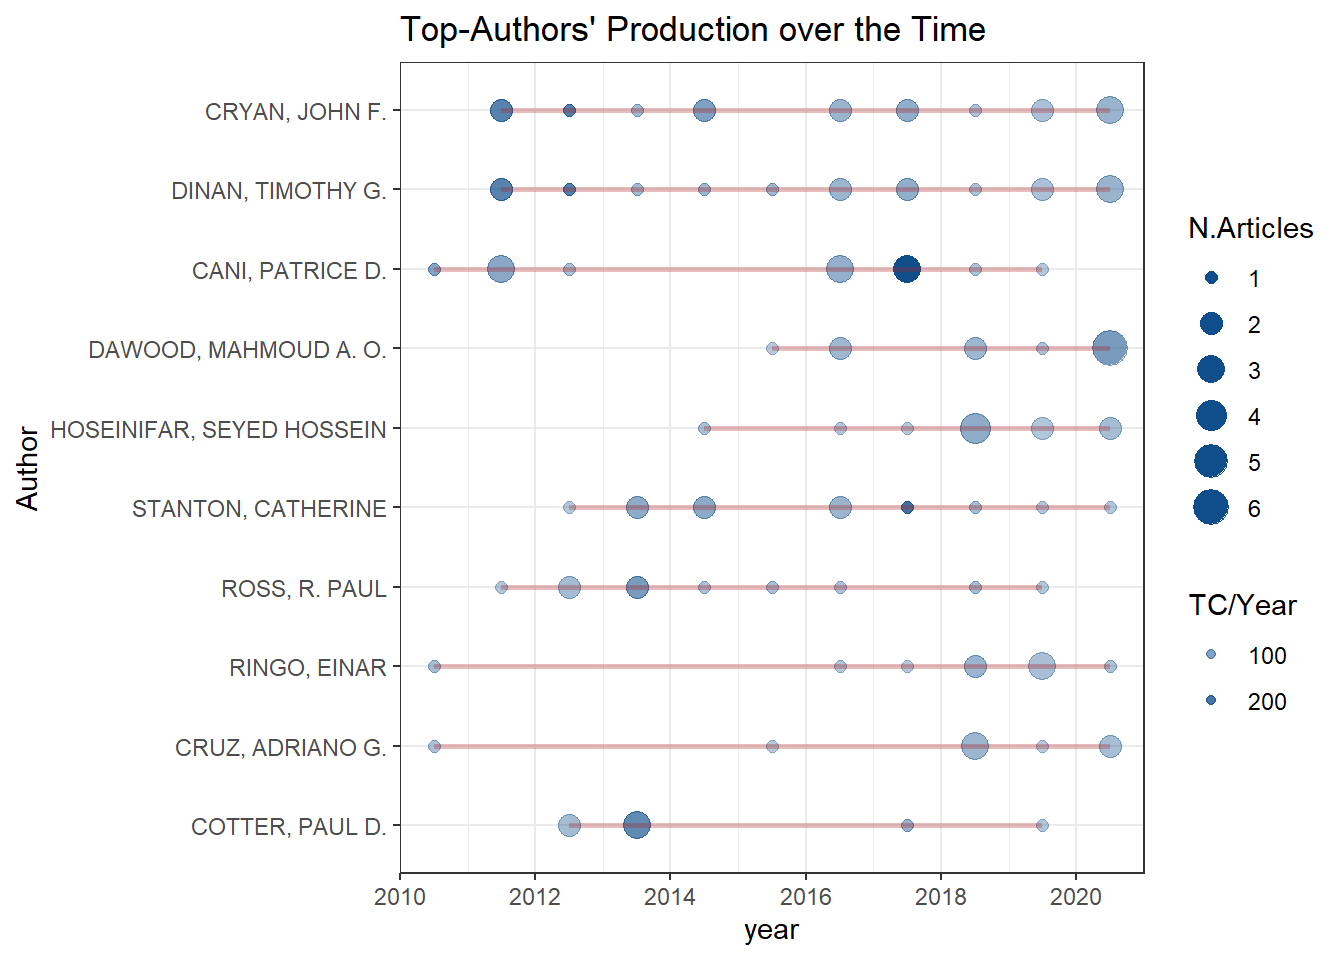 Top-Authors' Production over the Time
Author
CRYAN, JOHN F.
DINAN, TIMOTHY G.
CANI, PATRICE D.
DAWOOD, MAHMOUD A. O.
HOSEINIFAR, SEYED HOSSEIN
STANTON, CATHERINE
ROSS, R. PAUL
RINGO, EINAR
CRUZ, ADRIANO G.
COTTER, PAUL D.
2010 2012 2014 2016 2018 2020
year
N.Articles
1
2
3
4
5
6
TC/Year
100
200